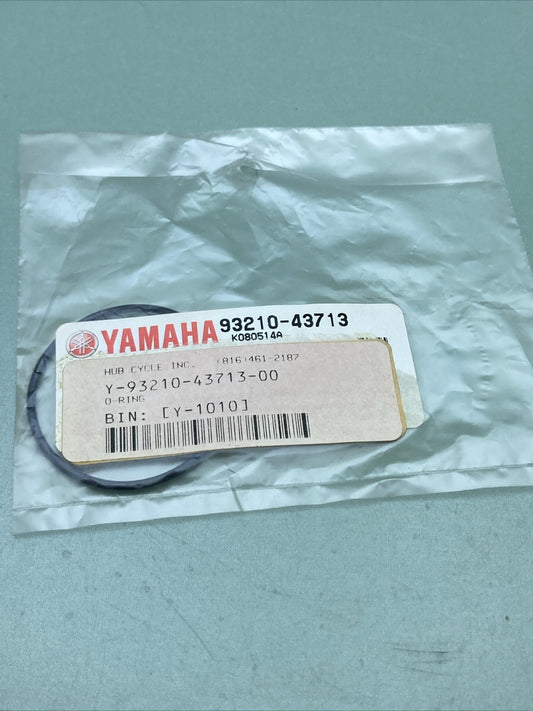 YAMAHA 93210-43713
K080514A
HUB CYCLE INC. (816)461-2187
Y-93210-43713-00
O-RING
BIN: [Y-1010]